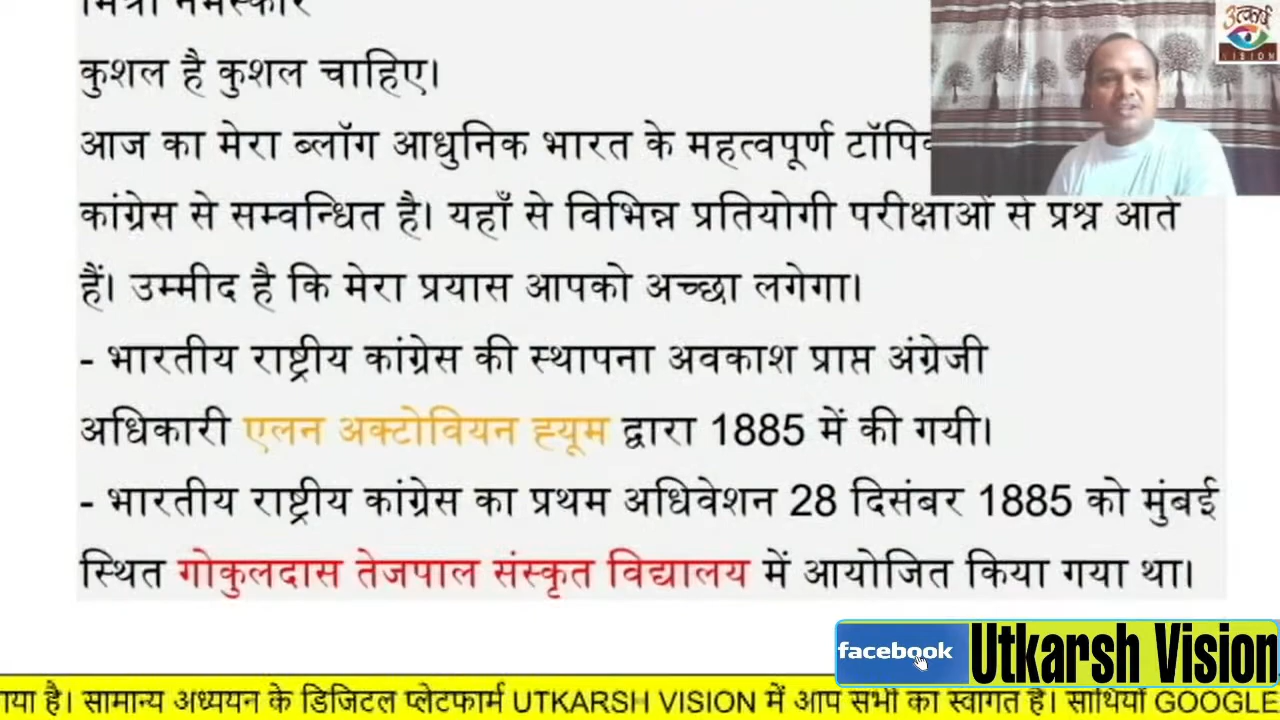 मित्रों नमस्कार
कुशल है कुशल चाहिए।
आज का मेरा ब्लॉग आधुनिक भारत के महत्वपूर्ण
कांग्रेस से सम्वन्धित है। यहाँ से विभिन्न प्रतियोगी परीक्षाओं से प्रश्न आते
हैं। उम्मीद है कि मेरा प्रयास आपको अच्छा लगेगा।
- भारतीय राष्ट्रीय कांग्रेस की स्थापना अवकाश प्राप्त अंग्रेजी
अधिकारी एलन अक्टोवियन ह्यूम द्वारा 1885 में की गयी।
- भारतीय राष्ट्रीय कांग्रेस का प्रथम अधिवेशन 28 दिसंबर 1885 को मुंबई
स्थित गोकुलदास तेजपाल संस्कृत विद्यालय में आयोजित किया गया था।
उत्कर्ष
VISION
facebook Utkarsh Vision
है। सामान्य अध्ययन के डिजिटल प्लेटफार्म UTKARSH VISION में आप सभी का स्वागत है। साथियों GOOGLE